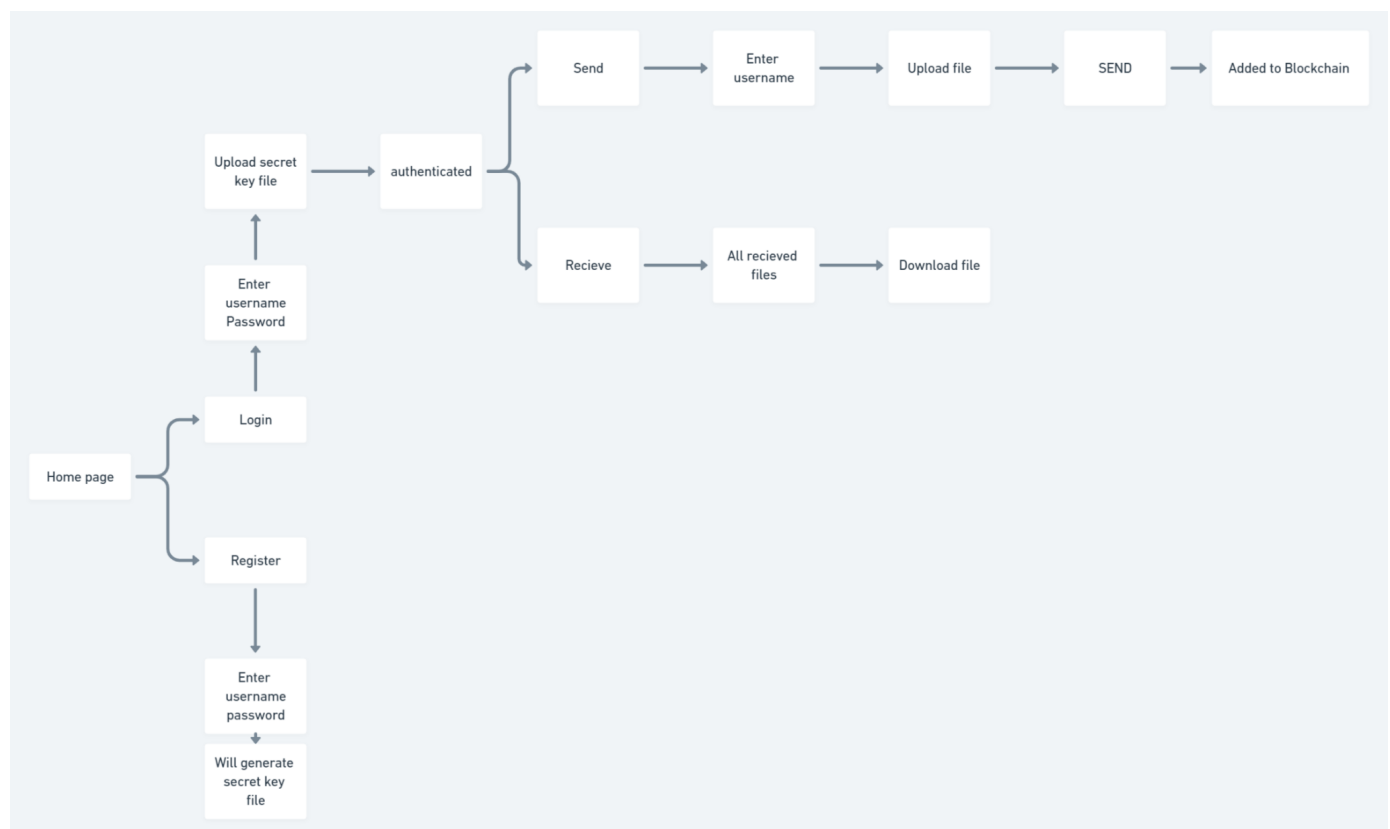 Send
Enter
username
Upload file
SEND
Added to Blockchain
Upload secret
key file
authenticated
Enter
username
Password
Recieve
All recieved
files
Download file
Login
Home page
Register
Enter
username
password
Will generate
secret key
file